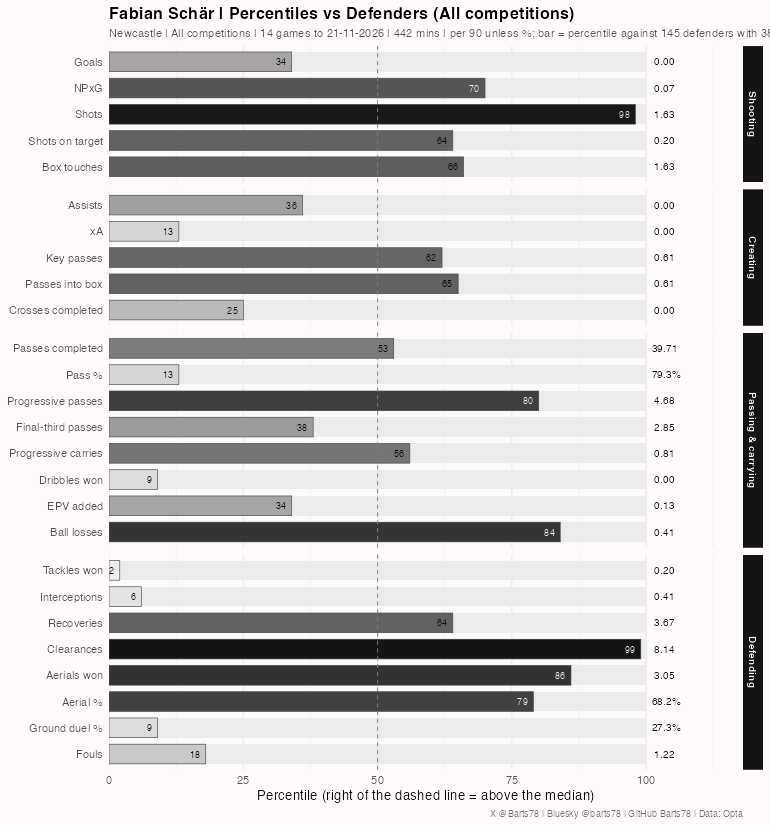 Fabian Schär | Percentiles vs Defenders (All competitions)
Newcastle | All competitions | 14 games to 21-11-2026 | 442 mins | per 90 unless %; bar = percentile against 145 defenders with 38
Goals 34 0.00
NPxG 70 0.07
Shots 98 1.63
Shots on target 64 0.20
Box touches 66 1.63
Shooting
Assists 36 0.00
xA 13 0.00
Key passes 62 0.61
Passes into box 65 0.61
Crosses completed 25 0.00
Creating
Passes completed 53 39.71
Pass % 13 79.3%
Progressive passes 80 4.68
Final-third passes 38 2.85
Progressive carries 56 0.81
Dribbles won 9 0.00
EPV added 34 0.13
Ball losses 84 0.41
Passing & carrying
Tackles won 2 0.20
Interceptions 6 0.41
Recoveries 64 3.67
Clearances 99 8.14
Aerials won 86 3.05
Aerial % 79 68.2%
Ground duel % 9 27.3%
Fouls 18 1.22
Defending
0 25 50 75 100
Percentile (right of the dashed line = above the median)
X @Barts78 | Bluesky @barts78 | GitHub Barts78 | Data: Opta